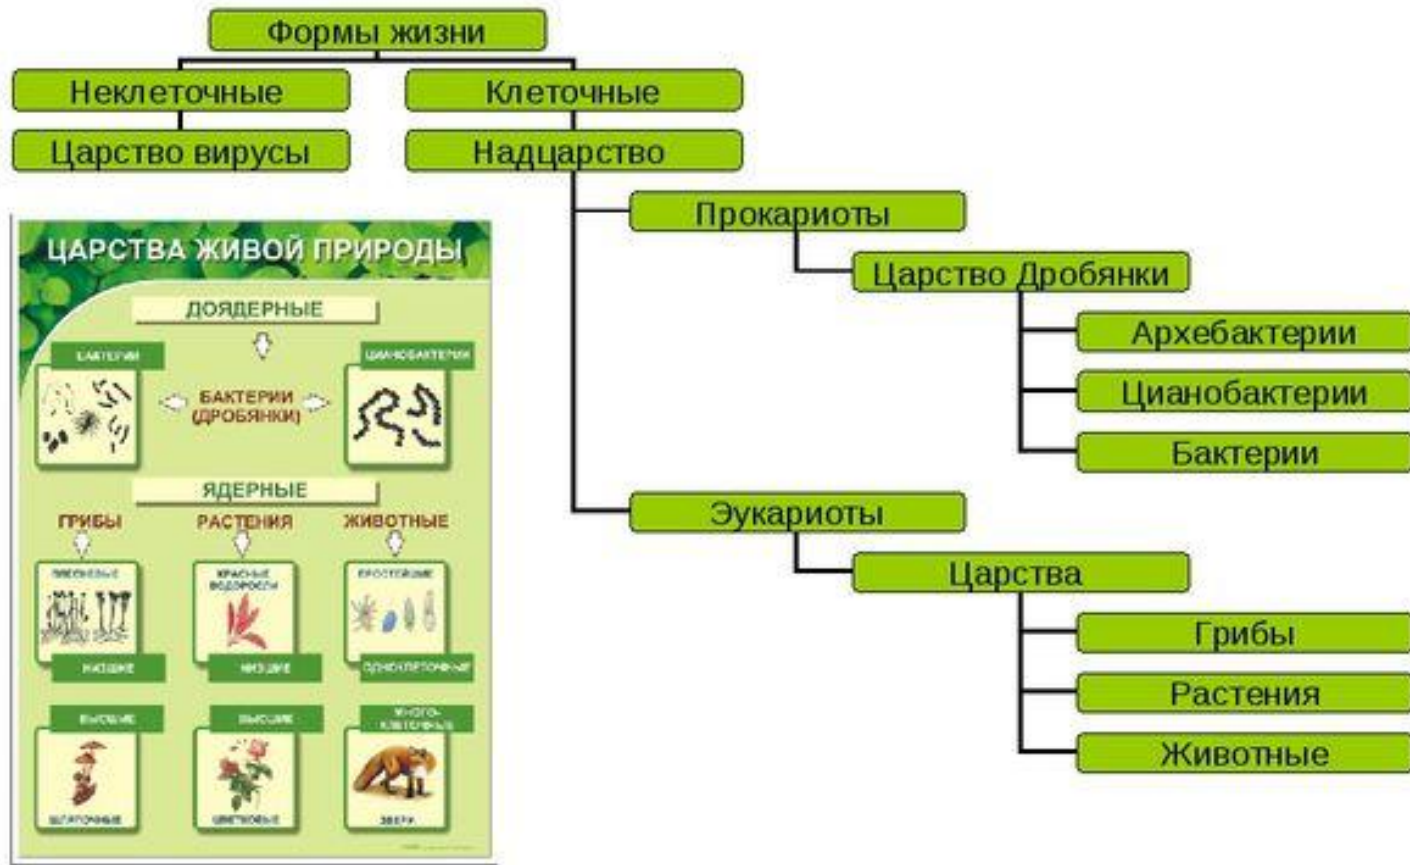 Формы жизни
Неклеточные
Клеточные
Царство вирусы
Надцарство
Прокариоты
Царство Дробянки
Архебактерии
Цианобактерии
Бактерии
Эукариоты
Царства
Грибы
Растения
Животные
ЦАРСТВА ЖИВОЙ ПРИРОДЫ
ДОЯДЕРНЫЕ
БАКТЕРИИ
ЦИАНОБАКТЕРИИ
БАКТЕРИИ
(ДРОБЯНКИ)
ЯДЕРНЫЕ
ГРИБЫ
РАСТЕНИЯ
ЖИВОТНЫЕ
ПЛЕСНЕВЫЕ
КРАСНЫЕ
ВОДОРОСЛИ
ПРОСТЕЙШИЕ
НИЗШИЕ
НИЗШИЕ
ОДНОКЛЕТОЧНЫЕ
ВЫСШИЕ
ВЫСШИЕ
МНОГО-
КЛЕТОЧНЫЕ
ШЛЯПОЧНЫЕ
ЦВЕТКОВЫЕ
ЗВЕРИ